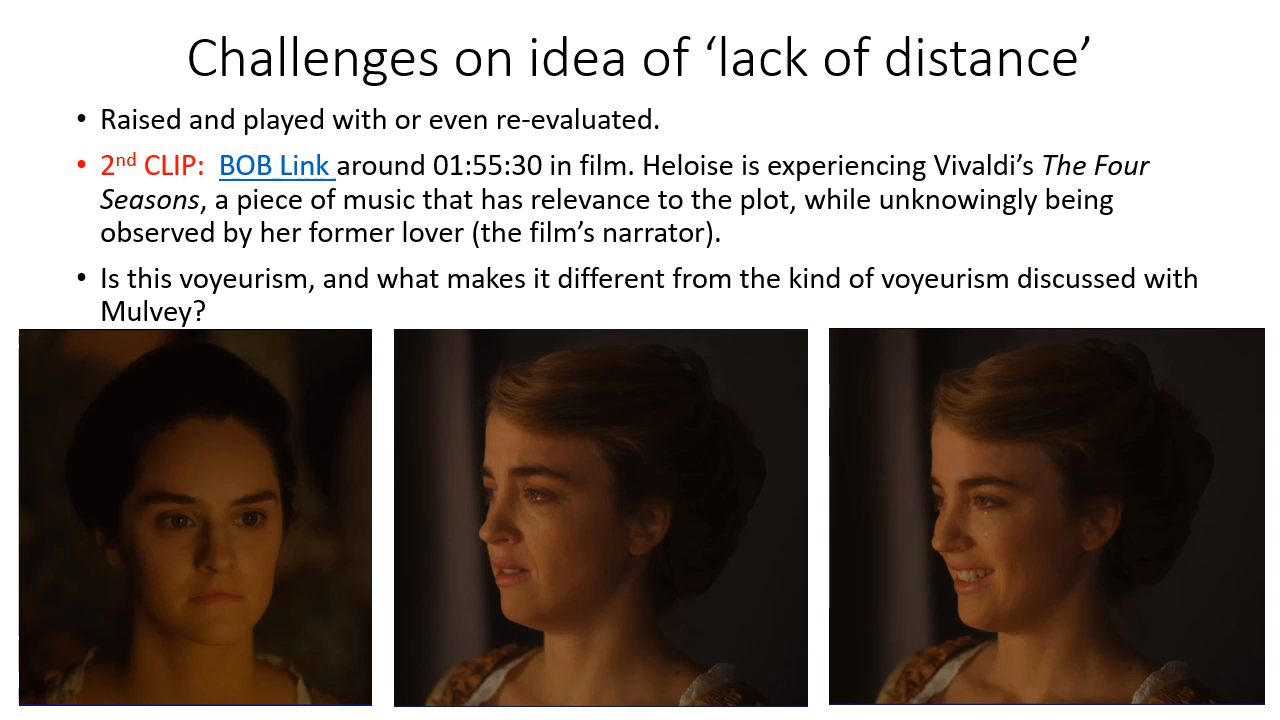 Challenges on idea of ‘lack of distance’
• Raised and played with or even re-evaluated.
• 2nd CLIP: BOB Link around 01:55:30 in film. Heloise is experiencing Vivaldi’s The Four
Seasons, a piece of music that has relevance to the plot, while unknowingly being
observed by her former lover (the film’s narrator).
• Is this voyeurism, and what makes it different from the kind of voyeurism discussed with
Mulvey?